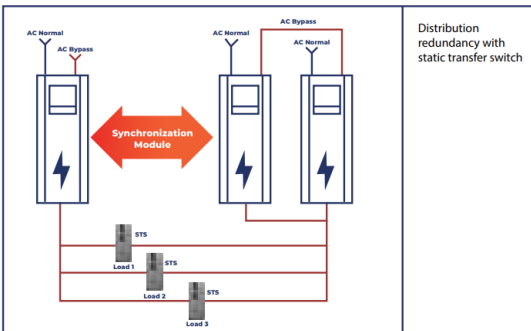 AC Normal
AC Bypass
AC Bypass
AC Normal
AC Normal
Synchronization
Module
STS
Load 1
STS
Load 2
STS
Load 3
Distribution
redundancy with
static transfer switch